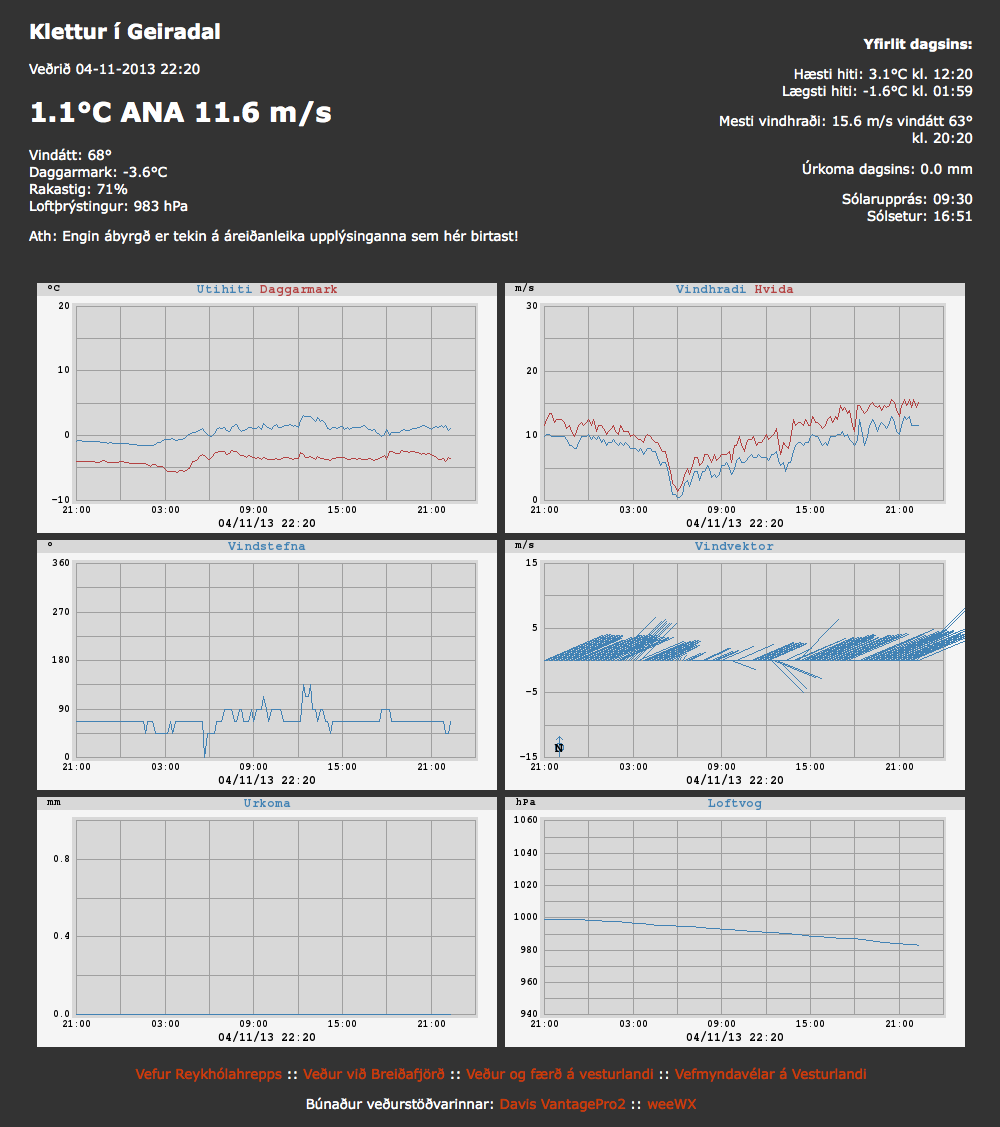 Klettur í Geiradal
Veðrið 04-11-2013 22:20
1.1°C ANA 11.6 m/s
Vindátt: 68°
Daggarmark: -3.6°C
Rakastig: 71%
Loftþrýstingur: 983 hPa
Ath: Engin ábyrgð er tekin á áreiðanleika upplýsinganna sem hér birtast!
Yfirlit dagsins:
Hæsti hiti: 3.1°C kl. 12:20
Lægsti hiti: -1.6°C kl. 01:59
Mesti vindhraði: 15.6 m/s vindátt 63°
kl. 20:20
Úrkoma dagsins: 0.0 mm
Sólarupprás: 09:30
Sólsetur: 16:51
°C Utihiti Daggarmark
20
10
0
-10
21:00 03:00 09:00 15:00 21:00
04/11/13 22:20
m/s Vindhradi Hvida
30
20
10
0
21:00 03:00 09:00 15:00 21:00
04/11/13 22:20
° Vindstefna
360
270
180
90
0
21:00 03:00 09:00 15:00 21:00
04/11/13 22:20
m/s Vindvektor
15
5
-5
N
-15
21:00 03:00 09:00 15:00 21:00
04/11/13 22:20
mm Urkoma
0.8
0.4
0.0
21:00 03:00 09:00 15:00 21:00
04/11/13 22:20
hPa Loftvog
1060
1040
1020
1000
980
960
940
21:00 03:00 09:00 15:00 21:00
04/11/13 22:20
Vefur Reykhólahrepps :: Veður við Breiðafjörð :: Veður og færð á vesturlandi :: Vefmyndavélar á Vesturlandi
Búnaður veðurstöðvarinnar: Davis VantagePro2 :: weeWX